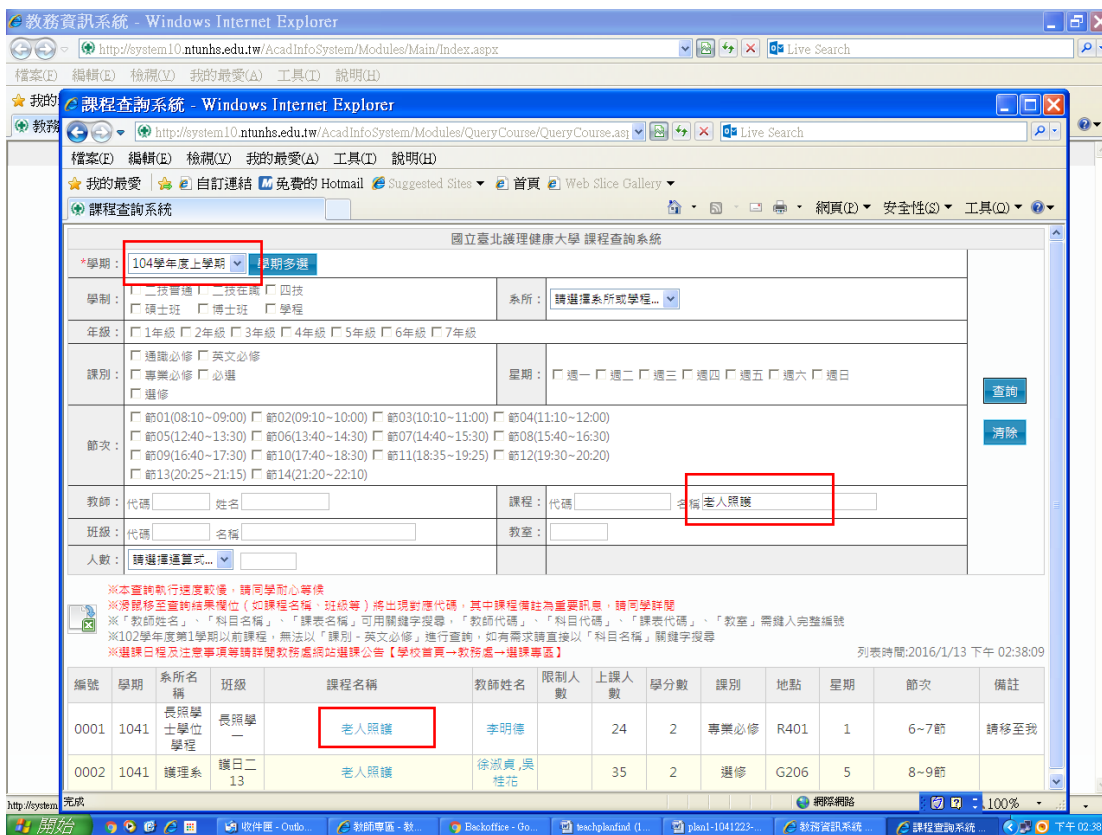 教務資訊系統 - Windows Internet Explorer
http://system10.ntunhs.edu.tw/AcadInfoSystem/Modules/Main/Index.aspx
Live Search
檔案(F) 編輯(E) 檢視(V) 我的最愛(A) 工具(T) 說明(H)
我的
教務
課程查詢系統 - Windows Internet Explorer
http://system10.ntunhs.edu.tw/AcadInfoSystem/Modules/QueryCourse/QueryCourse.asp
Live Search
檔案(F) 編輯(E) 檢視(V) 我的最愛(A) 工具(T) 說明(H)
我的最愛 自訂連結 免費的 Hotmail Suggested Sites 首頁 Web Slice Gallery
課程查詢系統
網頁(P) 安全性(S) 工具(O)
國立臺北護理健康大學 課程查詢系統
*學期： 104學年度上學期 學期多選
學制： 二技普通 二技在職 四技
碩士班 博士班 學程
系所： 請選擇系所或學程...
年級： 1年級 2年級 3年級 4年級 5年級 6年級 7年級
課別： 通識必修 英文必修
專業必修 必選
選修
星期： 週一 週二 週三 週四 週五 週六 週日
查詢
清除
節次： 節01(08:10~09:00) 節02(09:10~10:00) 節03(10:10~11:00) 節04(11:10~12:00)
節05(12:40~13:30) 節06(13:40~14:30) 節07(14:40~15:30) 節08(15:40~16:30)
節09(16:40~17:30) 節10(17:40~18:30) 節11(18:35~19:25) 節12(19:30~20:20)
節13(20:25~21:15) 節14(21:20~22:10)
教師： 代碼 姓名 課程： 代碼 名稱 老人照護
班級： 代碼 名稱 教室：
人數： 請選擇運算式...
※本查詢執行速度較慢，請同學耐心等候
※滑鼠移至查詢結果欄位（如課程名稱，班級等）將出現對應代碼，其中課程備註為重要訊息，請同學詳閱
※「教師姓名」、「科目名稱」、「課表名稱」可用關鍵字搜尋，「教師代碼」、「科目代碼」、「課表代碼」、「教室」需鍵入完整編號
※102學年度第1學期以前課程，無法以「課別 - 英文必修」進行查詢，如有需求請直接以「科目名稱」關鍵字搜尋
※選課日程及注意事項等請詳閱教務處網站選課公告【學校首頁→教務處→選課專區】
列表時間:2016/1/13 下午 02:38:09
編號 學期 系所名稱 班級 課程名稱 教師姓名 限制人數 上課人數 學分數 課別 地點 星期 節次 備註
0001 1041 長照學士學位學程 長照學一 老人照護 李明德 24 2 專業必修 R401 1 6~7節 請移至我
0002 1041 護理系 護日二13 老人照護 徐淑貞,吳桂花 35 2 選修 G206 5 8~9節
http://system 完成 網際網路 100%
開始 收件匣 - Outlo... 教師專區 - 教... Backoffice - Go... teachplanfind (1... plan1-1041223-... 教務資訊系統 ... 課程查詢系統 ... 下午 02:38